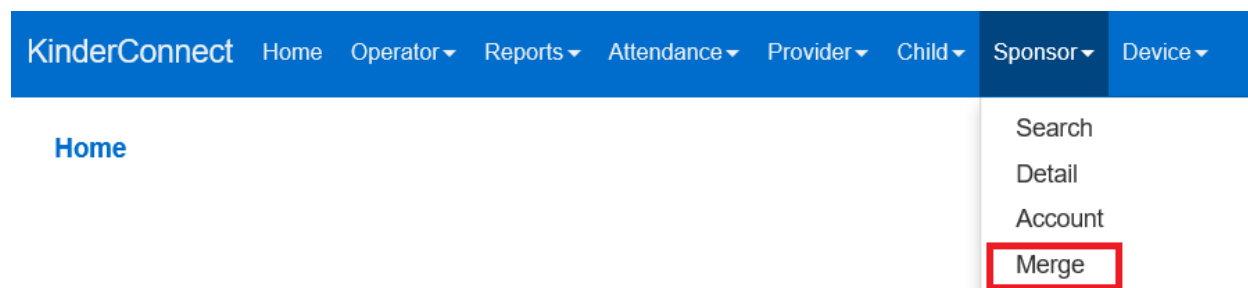 KinderConnect Home Operator Reports Attendance Provider Child Sponsor Device
Home
Search
Detail
Account
Merge